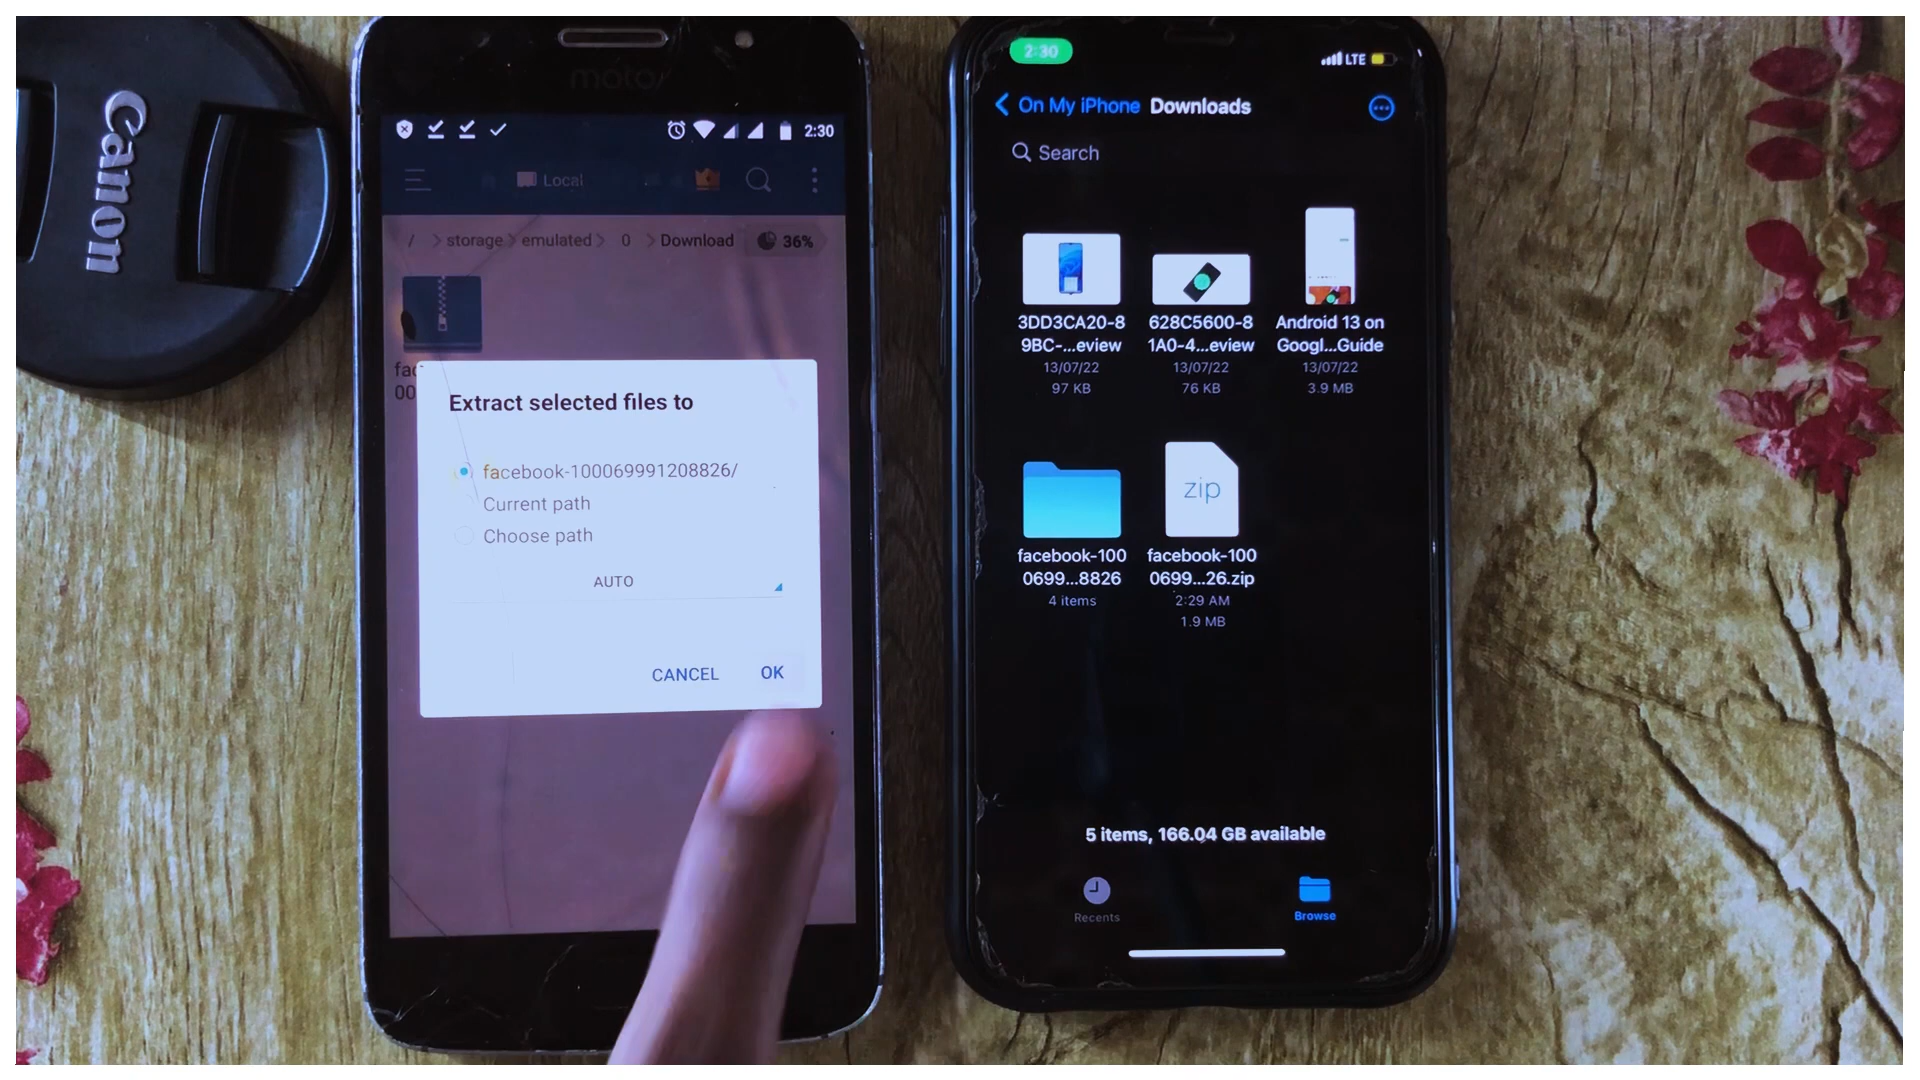 Canon
moto
2:30
Local
/ > storage > emulated > 0 > Download 36%
fac
00
Extract selected files to
facebook-100069991208826/
Current path
Choose path
AUTO
CANCEL OK
2:30
LTE
On My iPhone Downloads
Search
3DD3CA20-8
9BC-...eview
13/07/22
97 KB
628C5600-8
1A0-4...eview
13/07/22
76 KB
Android 13 on
Googl...Guide
13/07/22
3.9 MB
facebook-100
0699...8826
4 items
zip
facebook-100
0699...26.zip
2:29 AM
1.9 MB
5 items, 166.04 GB available
Recents
Browse